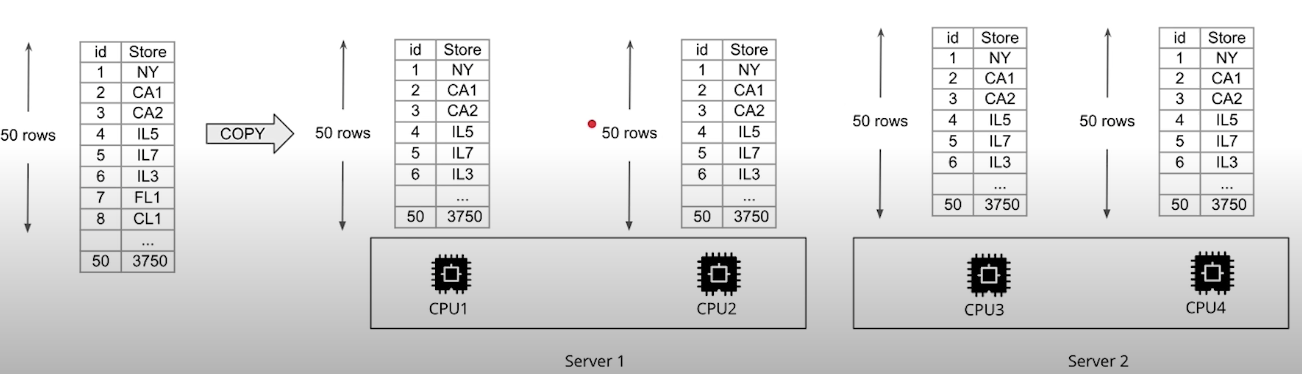 id Store
1 NY
2 CA1
3 CA2
4 IL5
5 IL7
6 IL3
7 FL1
8 CL1
...
50 3750
50 rows
COPY
50 rows
id Store
1 NY
2 CA1
3 CA2
4 IL5
5 IL7
6 IL3
...
50 3750
50 rows
id Store
1 NY
2 CA1
3 CA2
4 IL5
5 IL7
6 IL3
...
50 3750
CPU1
CPU2
Server 1
50 rows
id Store
1 NY
2 CA1
3 CA2
4 IL5
5 IL7
6 IL3
...
50 3750
50 rows
id Store
1 NY
2 CA1
3 CA2
4 IL5
5 IL7
6 IL3
...
50 3750
CPU3
CPU4
Server 2